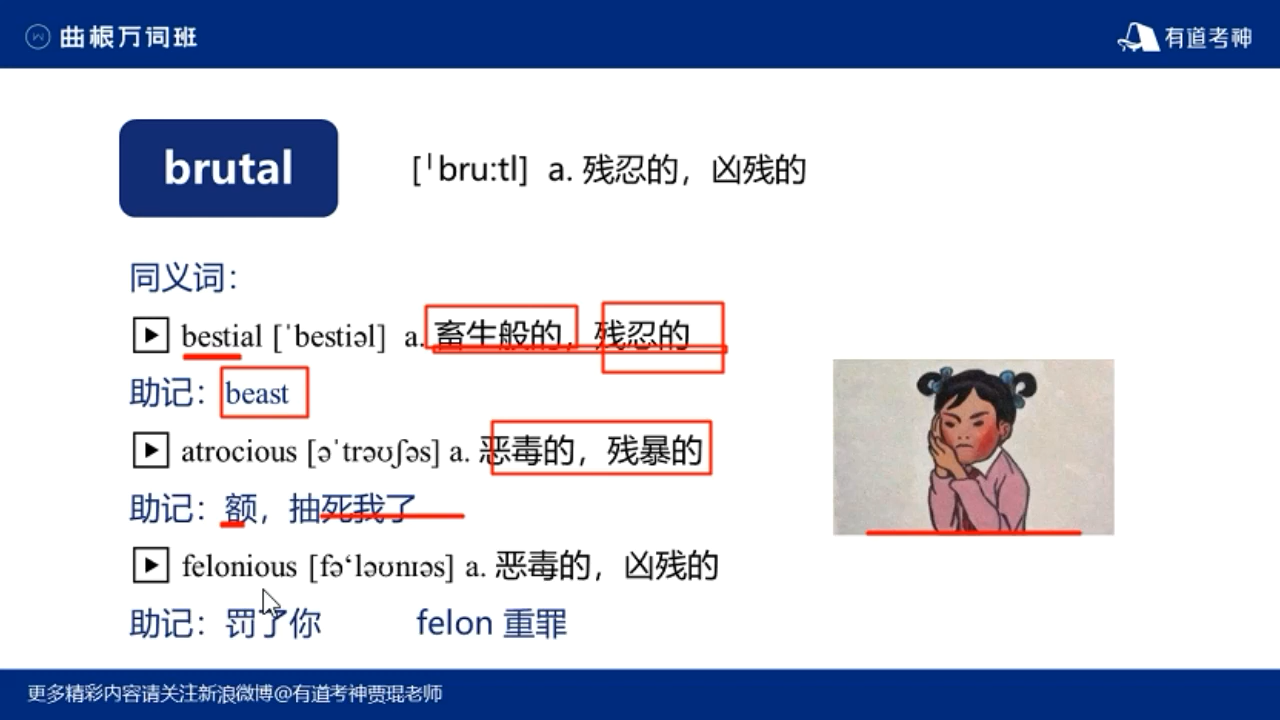 曲根万词班
有道考神
brutal
[ˈbruːtl] a. 残忍的，凶残的
同义词：
bestial [ˈbestiəl] a. 畜生般的，残忍的
助记：beast
atrocious [əˈtrəʊʃəs] a. 恶毒的，残暴的
助记：额，抽死我了
felonious [fə‘ləʊnɪəs] a. 恶毒的，凶残的
助记：罚了你 felon 重罪
更多精彩内容请关注新浪微博@有道考神贾琨老师